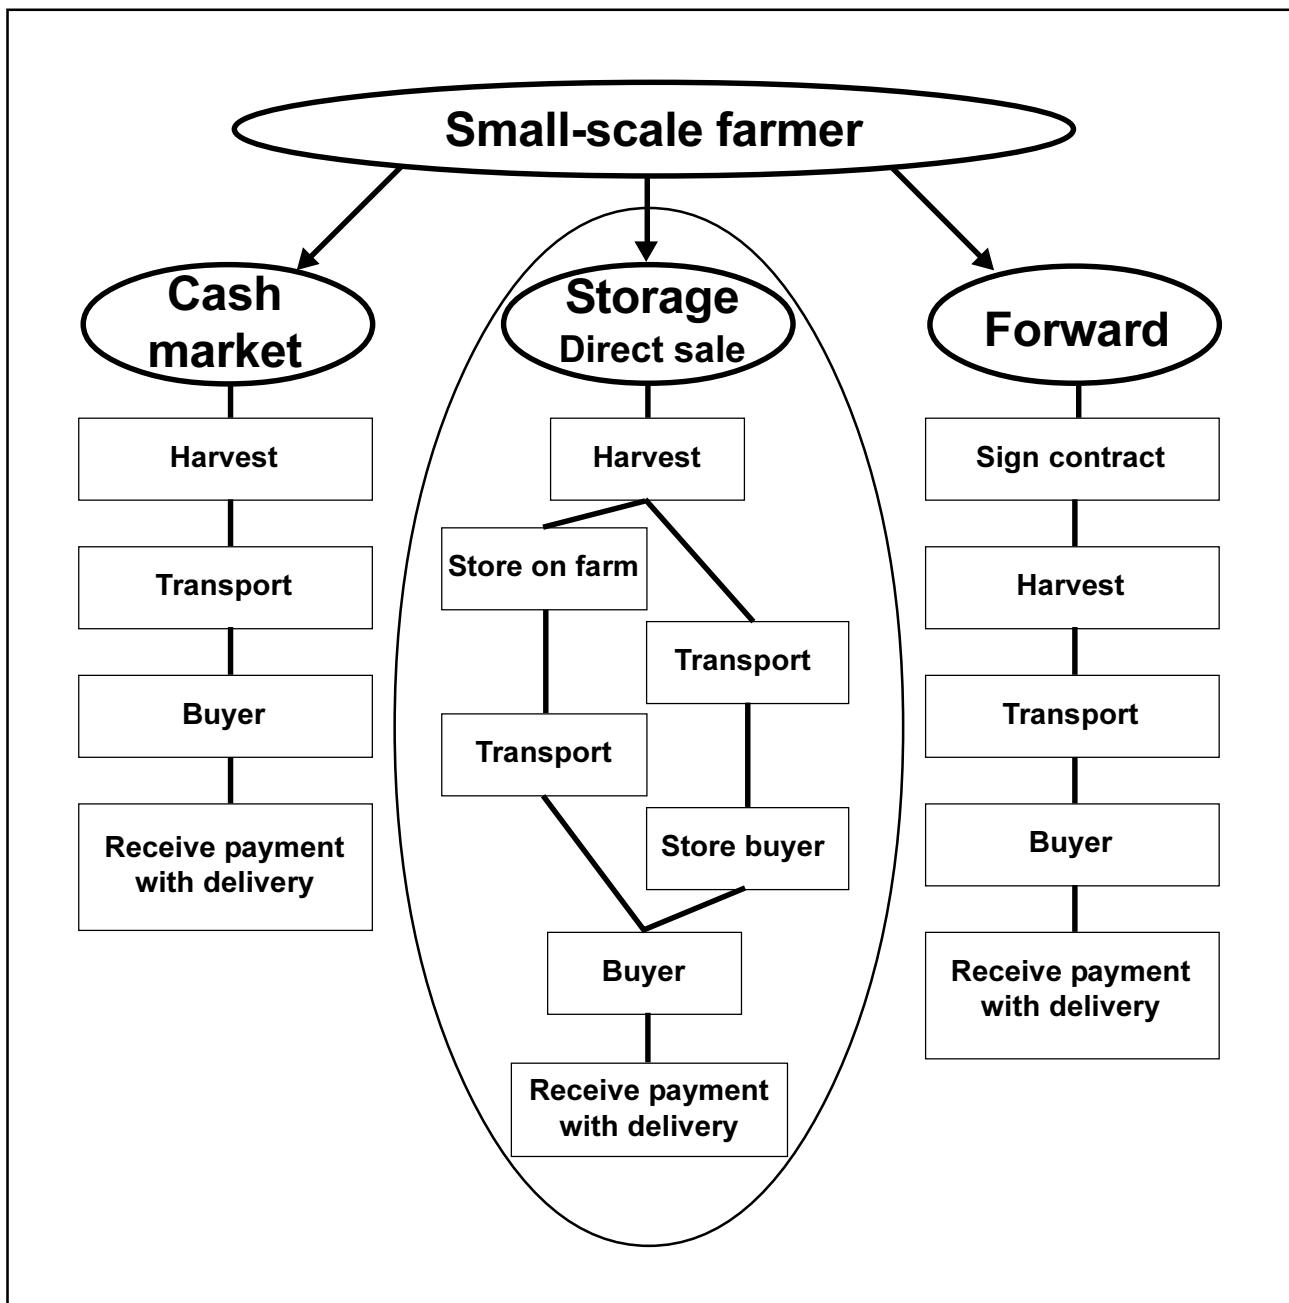 Small-scale farmer
Cash
market
Harvest
Transport
Buyer
Receive payment
with delivery
Storage
Direct sale
Harvest
Store on farm
Transport
Transport
Store buyer
Buyer
Receive payment
with delivery
Forward
Sign contract
Harvest
Transport
Buyer
Receive payment
with delivery